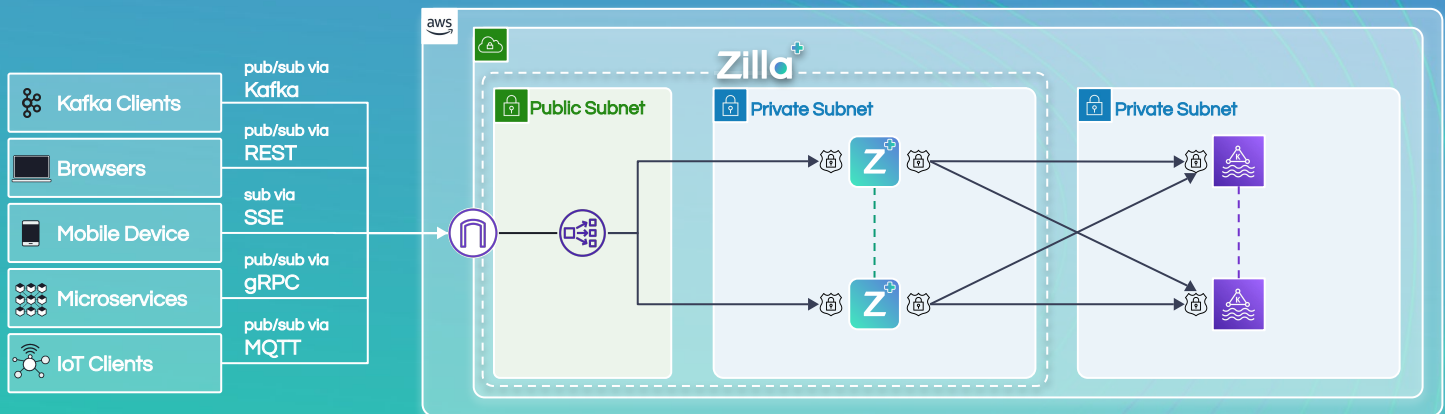 aws
Zilla+
Kafka Clients
pub/sub via
Kafka
Browsers
pub/sub via
REST
Mobile Device
sub via
SSE
Microservices
pub/sub via
gRPC
IoT Clients
pub/sub via
MQTT
Public Subnet
Private Subnet
Z+
Z+
Private Subnet
K
K